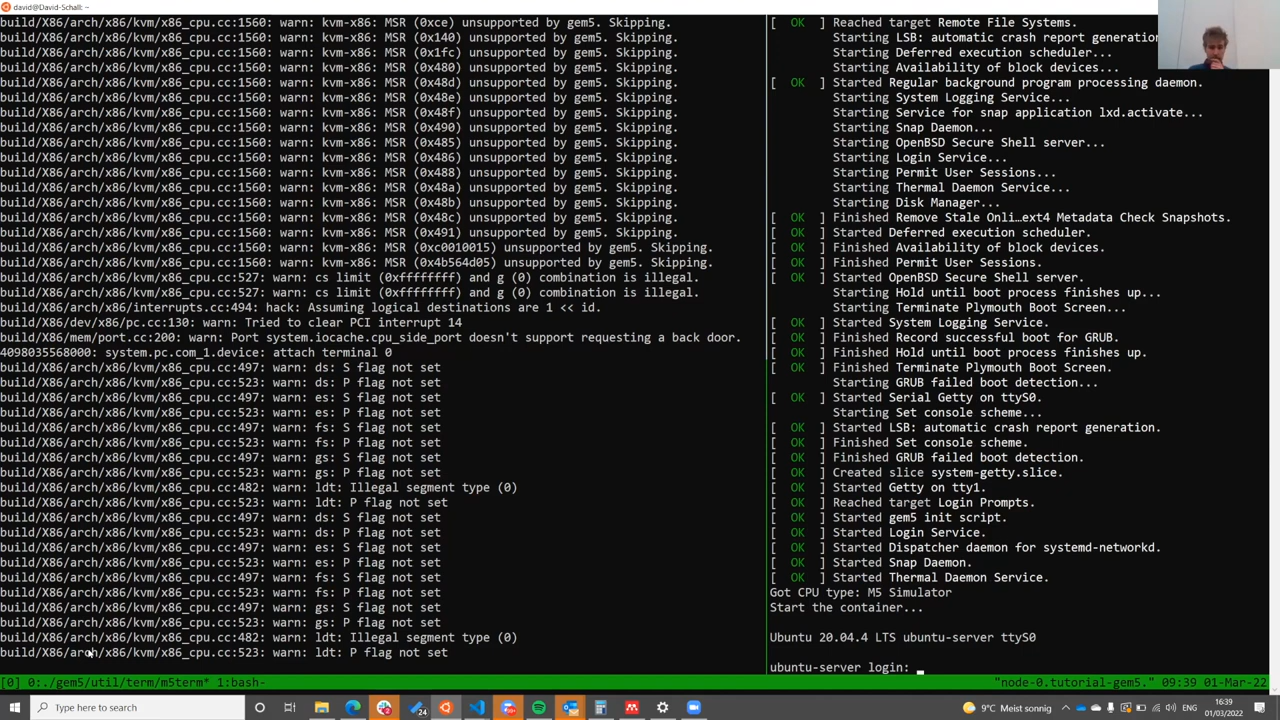 david@David-Schall: ~
build/X86/arch/x86/kvm/x86_cpu.cc:1560: warn: kvm-x86: MSR (0xce) unsupported by gem5. Skipping.
build/X86/arch/x86/kvm/x86_cpu.cc:1560: warn: kvm-x86: MSR (0x140) unsupported by gem5. Skipping.
build/X86/arch/x86/kvm/x86_cpu.cc:1560: warn: kvm-x86: MSR (0x1fc) unsupported by gem5. Skipping.
build/X86/arch/x86/kvm/x86_cpu.cc:1560: warn: kvm-x86: MSR (0x480) unsupported by gem5. Skipping.
build/X86/arch/x86/kvm/x86_cpu.cc:1560: warn: kvm-x86: MSR (0x48d) unsupported by gem5. Skipping.
build/X86/arch/x86/kvm/x86_cpu.cc:1560: warn: kvm-x86: MSR (0x48e) unsupported by gem5. Skipping.
build/X86/arch/x86/kvm/x86_cpu.cc:1560: warn: kvm-x86: MSR (0x48f) unsupported by gem5. Skipping.
build/X86/arch/x86/kvm/x86_cpu.cc:1560: warn: kvm-x86: MSR (0x490) unsupported by gem5. Skipping.
build/X86/arch/x86/kvm/x86_cpu.cc:1560: warn: kvm-x86: MSR (0x485) unsupported by gem5. Skipping.
build/X86/arch/x86/kvm/x86_cpu.cc:1560: warn: kvm-x86: MSR (0x486) unsupported by gem5. Skipping.
build/X86/arch/x86/kvm/x86_cpu.cc:1560: warn: kvm-x86: MSR (0x488) unsupported by gem5. Skipping.
build/X86/arch/x86/kvm/x86_cpu.cc:1560: warn: kvm-x86: MSR (0x48a) unsupported by gem5. Skipping.
build/X86/arch/x86/kvm/x86_cpu.cc:1560: warn: kvm-x86: MSR (0x48b) unsupported by gem5. Skipping.
build/X86/arch/x86/kvm/x86_cpu.cc:1560: warn: kvm-x86: MSR (0x48c) unsupported by gem5. Skipping.
build/X86/arch/x86/kvm/x86_cpu.cc:1560: warn: kvm-x86: MSR (0x491) unsupported by gem5. Skipping.
build/X86/arch/x86/kvm/x86_cpu.cc:1560: warn: kvm-x86: MSR (0xc0010015) unsupported by gem5. Skipping.
build/X86/arch/x86/kvm/x86_cpu.cc:1560: warn: kvm-x86: MSR (0x4b564d05) unsupported by gem5. Skipping.
build/X86/arch/x86/kvm/x86_cpu.cc:527: warn: cs limit (0xffffffff) and g (0) combination is illegal.
build/X86/arch/x86/kvm/x86_cpu.cc:527: warn: cs limit (0xffffffff) and g (0) combination is illegal.
build/X86/arch/x86/interrupts.cc:494: hack: Assuming logical destinations are 1 << id.
build/X86/dev/x86/pc.cc:130: warn: Tried to clear PCI interrupt 14
build/X86/mem/port.cc:200: warn: Port system.iocache.cpu_side_port doesn't support requesting a back door.
4098035568000: system.pc.com_1.device: attach terminal 0
build/X86/arch/x86/kvm/x86_cpu.cc:497: warn: ds: S flag not set
build/X86/arch/x86/kvm/x86_cpu.cc:523: warn: ds: P flag not set
build/X86/arch/x86/kvm/x86_cpu.cc:497: warn: es: S flag not set
build/X86/arch/x86/kvm/x86_cpu.cc:523: warn: es: P flag not set
build/X86/arch/x86/kvm/x86_cpu.cc:497: warn: fs: S flag not set
build/X86/arch/x86/kvm/x86_cpu.cc:523: warn: fs: P flag not set
build/X86/arch/x86/kvm/x86_cpu.cc:497: warn: gs: S flag not set
build/X86/arch/x86/kvm/x86_cpu.cc:523: warn: gs: P flag not set
build/X86/arch/x86/kvm/x86_cpu.cc:482: warn: ldt: Illegal segment type (0)
build/X86/arch/x86/kvm/x86_cpu.cc:523: warn: ldt: P flag not set
build/X86/arch/x86/kvm/x86_cpu.cc:497: warn: ds: S flag not set
build/X86/arch/x86/kvm/x86_cpu.cc:523: warn: ds: P flag not set
build/X86/arch/x86/kvm/x86_cpu.cc:497: warn: es: S flag not set
build/X86/arch/x86/kvm/x86_cpu.cc:523: warn: es: P flag not set
build/X86/arch/x86/kvm/x86_cpu.cc:497: warn: fs: S flag not set
build/X86/arch/x86/kvm/x86_cpu.cc:523: warn: fs: P flag not set
build/X86/arch/x86/kvm/x86_cpu.cc:497: warn: gs: S flag not set
build/X86/arch/x86/kvm/x86_cpu.cc:523: warn: gs: P flag not set
build/X86/arch/x86/kvm/x86_cpu.cc:482: warn: ldt: Illegal segment type (0)
build/X86/arch/x86/kvm/x86_cpu.cc:523: warn: ldt: P flag not set
[ OK ] Reached target Remote File Systems.
Starting LSB: automatic crash report generation
Starting Deferred execution scheduler...
Starting Availability of block devices...
[ OK ] Started Regular background program processing daemon.
Starting System Logging Service...
Starting Service for snap application lxd.activate...
Starting Snap Daemon...
Starting OpenBSD Secure Shell server...
Starting Login Service...
Starting Permit User Sessions...
Starting Thermal Daemon Service...
Starting Disk Manager...
[ OK ] Finished Remove Stale Onli…ext4 Metadata Check Snapshots.
[ OK ] Started Deferred execution scheduler.
[ OK ] Finished Availability of block devices.
[ OK ] Finished Permit User Sessions.
[ OK ] Started OpenBSD Secure Shell server.
Starting Hold until boot process finishes up...
Starting Terminate Plymouth Boot Screen...
[ OK ] Started System Logging Service.
[ OK ] Finished Record successful boot for GRUB.
[ OK ] Finished Hold until boot process finishes up.
[ OK ] Finished Terminate Plymouth Boot Screen.
Starting GRUB failed boot detection...
[ OK ] Started Serial Getty on ttyS0.
Starting Set console scheme...
[ OK ] Started LSB: automatic crash report generation.
[ OK ] Finished Set console scheme.
[ OK ] Finished GRUB failed boot detection.
[ OK ] Created slice system-getty.slice.
[ OK ] Started Getty on tty1.
[ OK ] Reached target Login Prompts.
[ OK ] Started gem5 init script.
[ OK ] Started Login Service.
[ OK ] Started Dispatcher daemon for systemd-networkd.
[ OK ] Started Snap Daemon.
[ OK ] Started Thermal Daemon Service.
Got CPU type: M5 Simulator
Start the container...
Ubuntu 20.04.4 LTS ubuntu-server ttyS0
ubuntu-server login: _
[0] 0:./gem5/util/term/m5term* 1:bash- "node-0.tutorial-gem5." 09:39 01-Mar-22
Type here to search
24
9°C Meist sonnig
ENG
16:39
01/03/2022